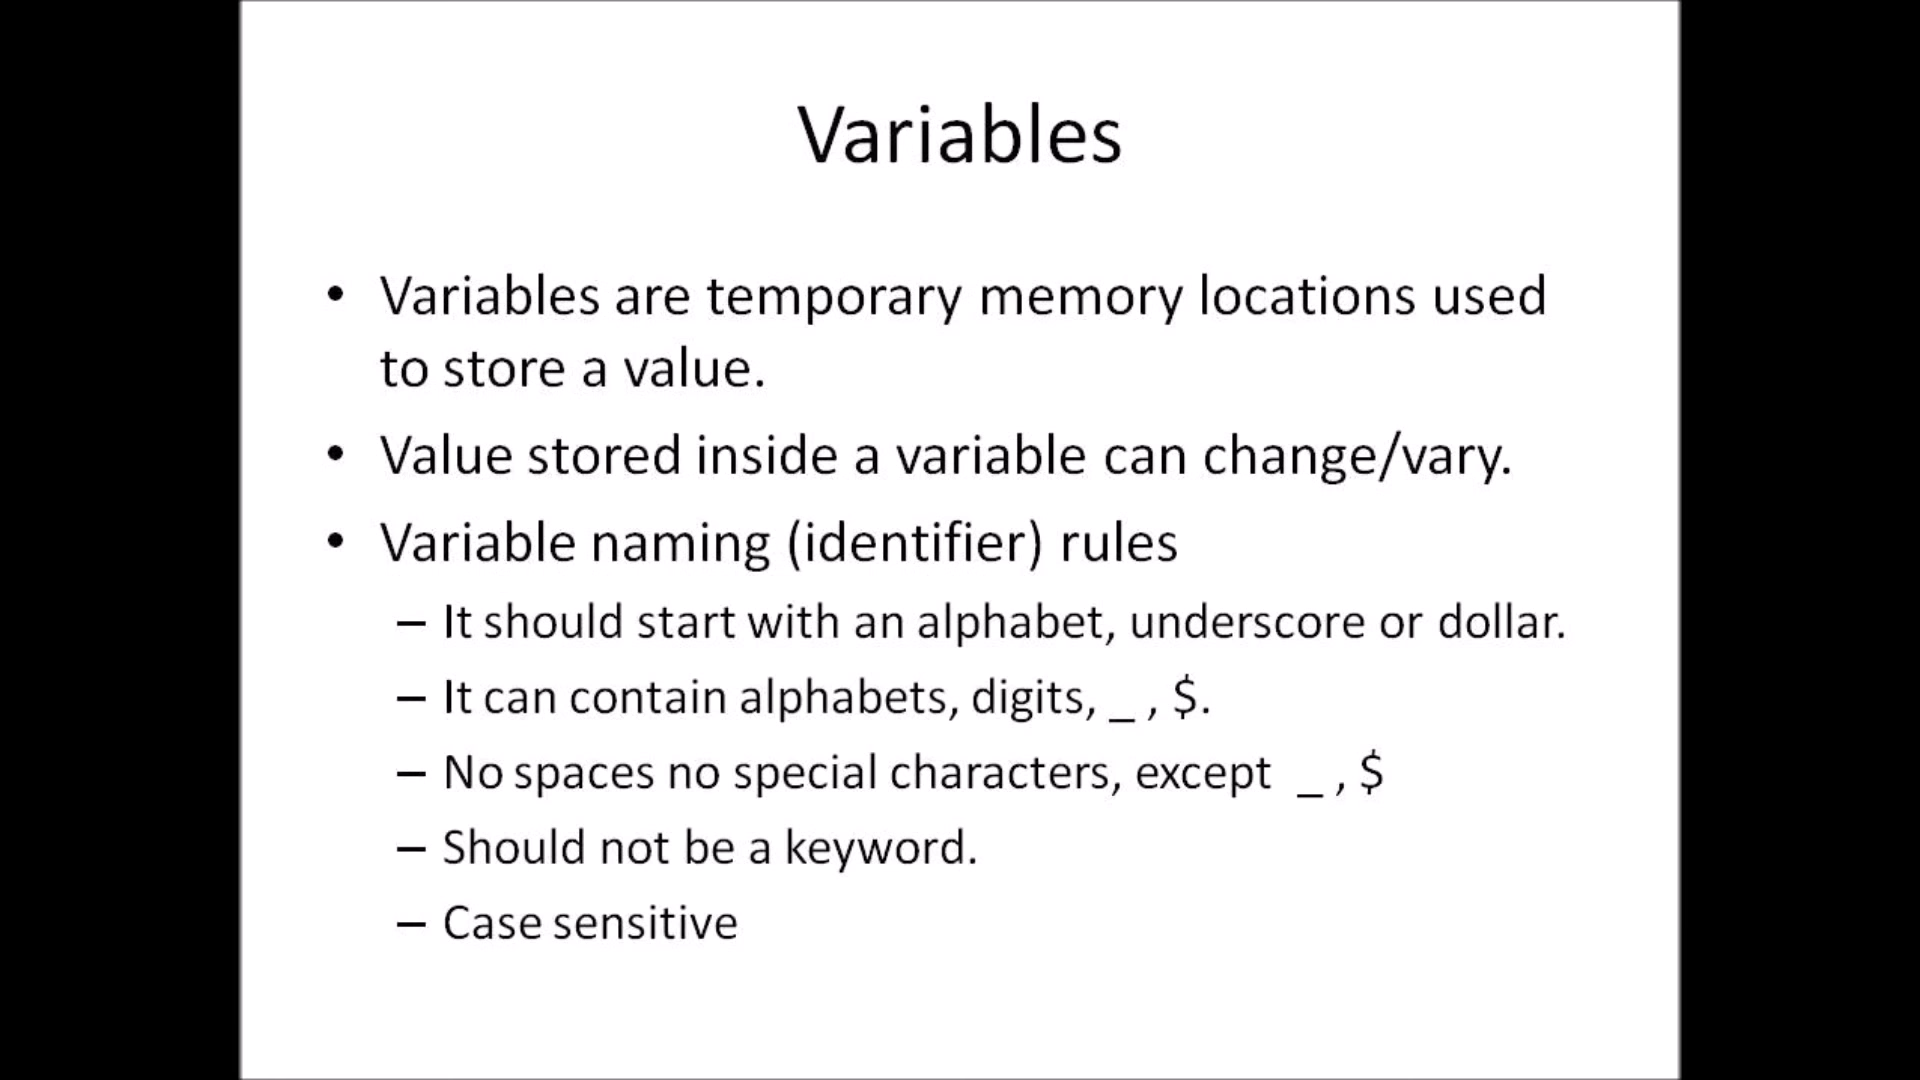 Variables
• Variables are temporary memory locations used
to store a value.
• Value stored inside a variable can change/vary.
• Variable naming (identifier) rules
– It should start with an alphabet, underscore or dollar.
– It can contain alphabets, digits, _ , $.
– No spaces no special characters, except _ , $
– Should not be a keyword.
– Case sensitive